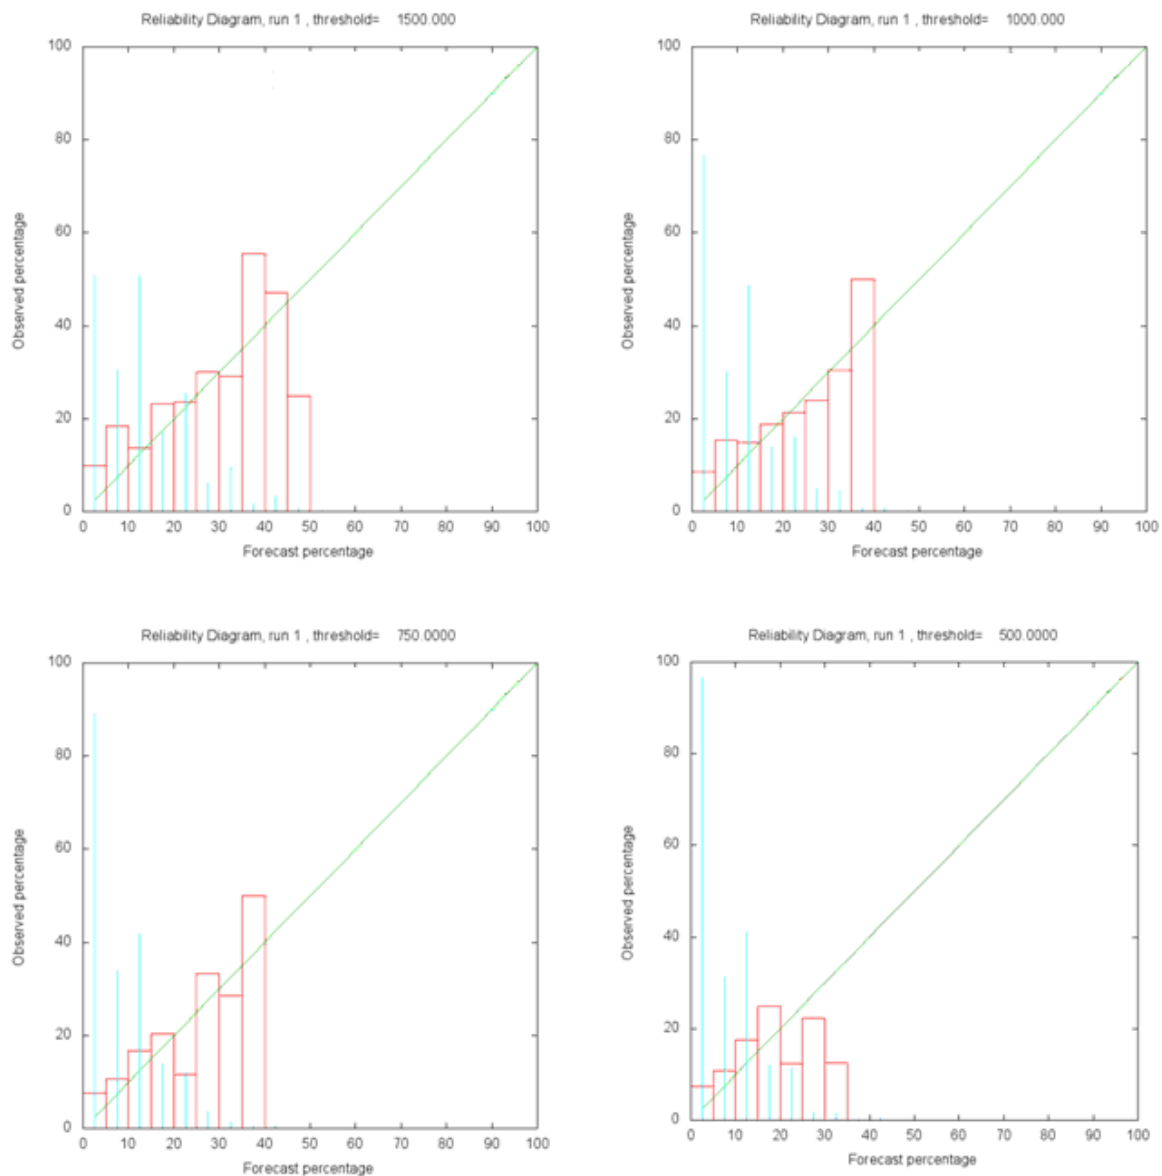 Reliability Diagram, run 1 , threshold= 1500.000
100
80
60
40
20
0
Observed percentage
0 10 20 30 40 50 60 70 80 90 100
Forecast percentage
Reliability Diagram, run 1 , threshold= 1000.000
100
80
60
40
20
0
Observed percentage
0 10 20 30 40 50 60 70 80 90 100
Forecast percentage
Reliability Diagram, run 1 , threshold= 750.0000
100
80
60
40
20
0
Observed percentage
0 10 20 30 40 50 60 70 80 90 100
Forecast percentage
Reliability Diagram, run 1 , threshold= 500.0000
100
80
60
40
20
0
Observed percentage
0 10 20 30 40 50 60 70 80 90 100
Forecast percentage